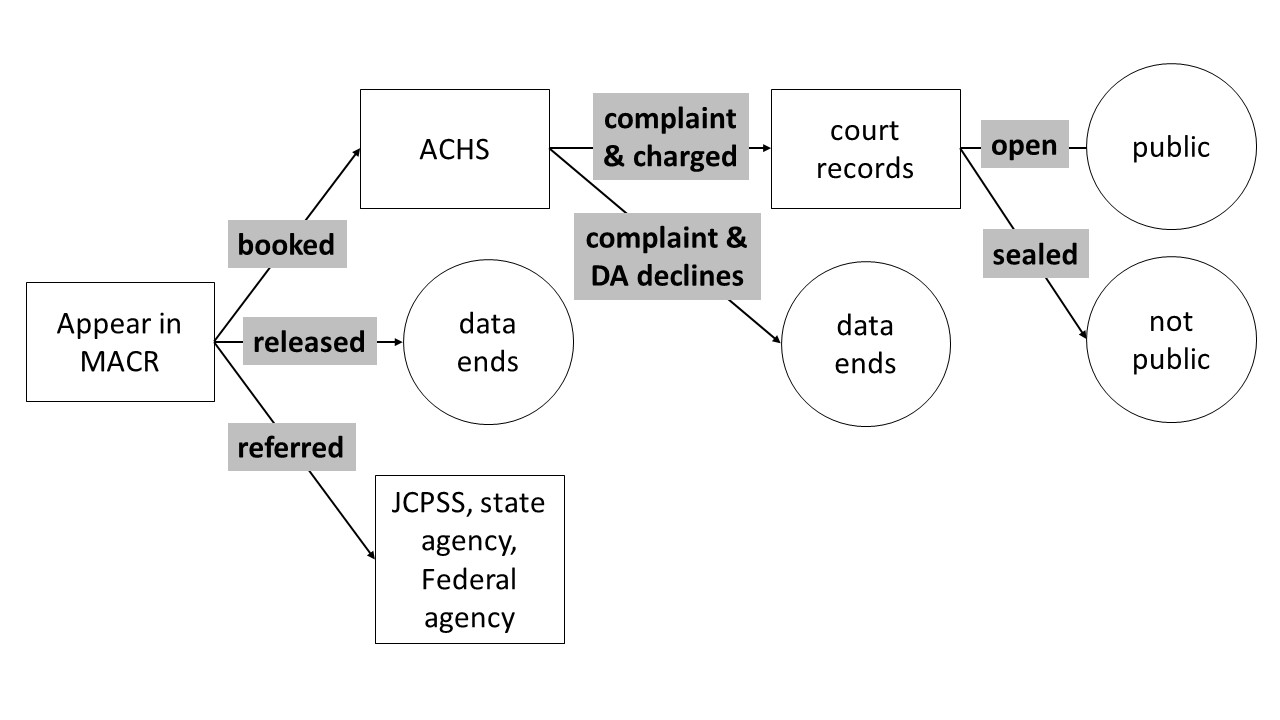 ACHS
complaint
& charged
court
records
open
public
booked
complaint &
DA declines
sealed
Appear in
MACR
released
data
ends
data
ends
not
public
referred
JCPSS, state
agency,
Federal
agency